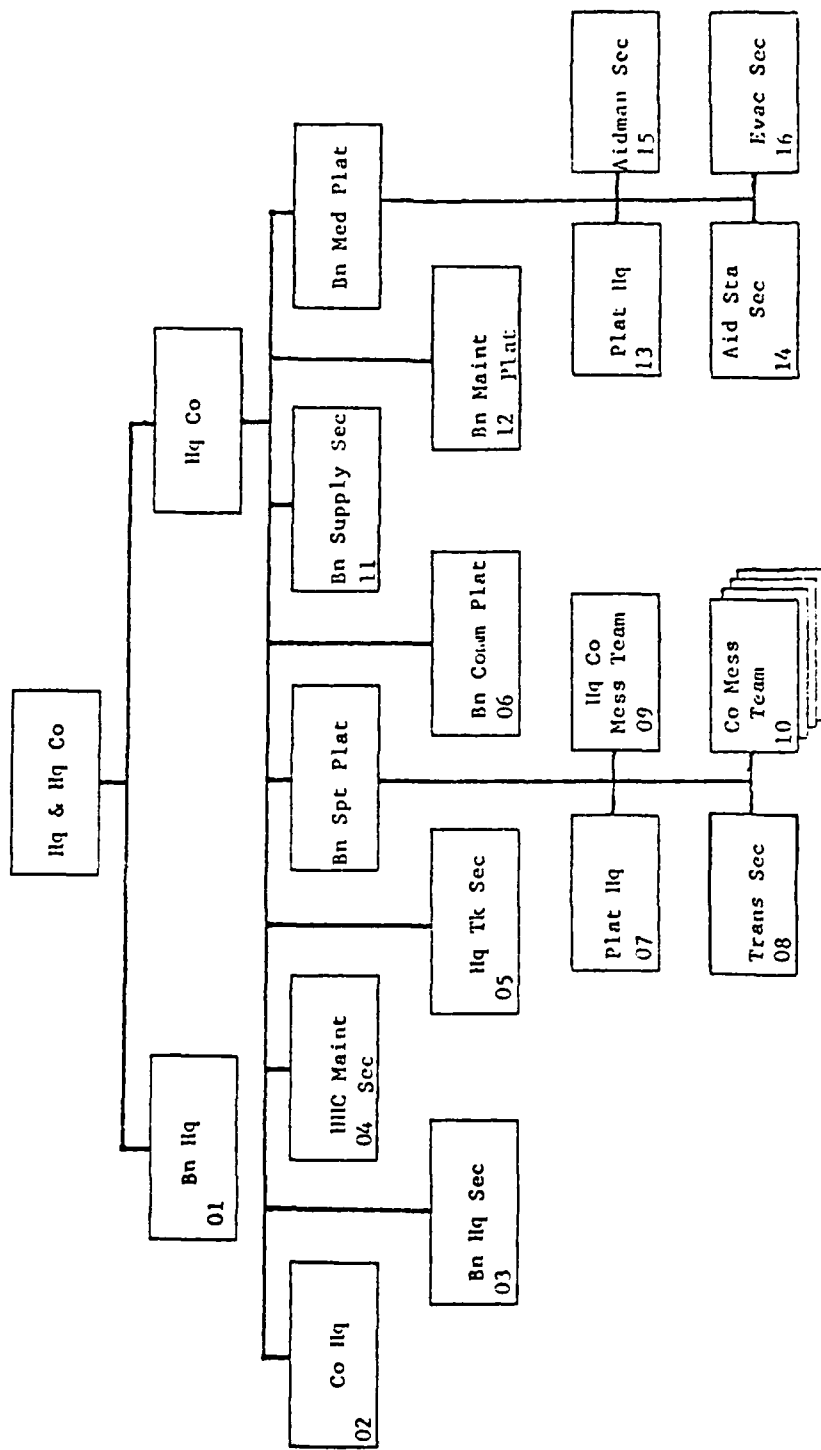 Hq & Hq Co
Bn Hq
01
Hq Co
Co Hq
02
Bn Hq Sec
03
HHC Maint
04 Sec
Hq Tk Sec
05
Bn Spt Plat
Bn Comm Plat
06
Bn Supply Sec
11
Bn Maint
12 Plat
Bn Med Plat
Plat Hq
07
Hq Co
Mess Team
09
Trans Sec
08
Co Mess
Team
10
Plat Hq
13
Aidman Sec
15
Aid Sta
Sec
14
Evac Sec
16